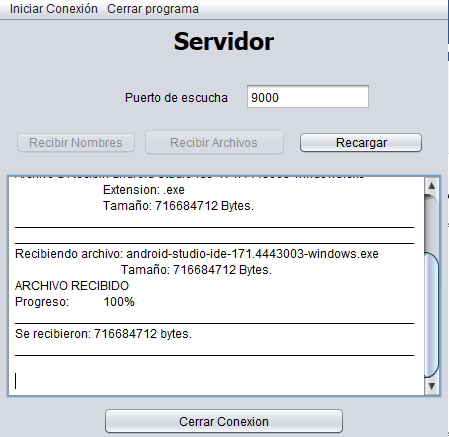 Iniciar Conexión Cerrar programa
Servidor
Puerto de escucha 9000
Recibir Nombres Recibir Archivos Recargar
Extension: .exe
Tamaño: 716684712 Bytes.
Recibiendo archivo: android-studio-ide-171.4443003-windows.exe
Tamaño: 716684712 Bytes.
ARCHIVO RECIBIDO
Progreso: 100%
Se recibieron: 716684712 bytes.
Cerrar Conexion